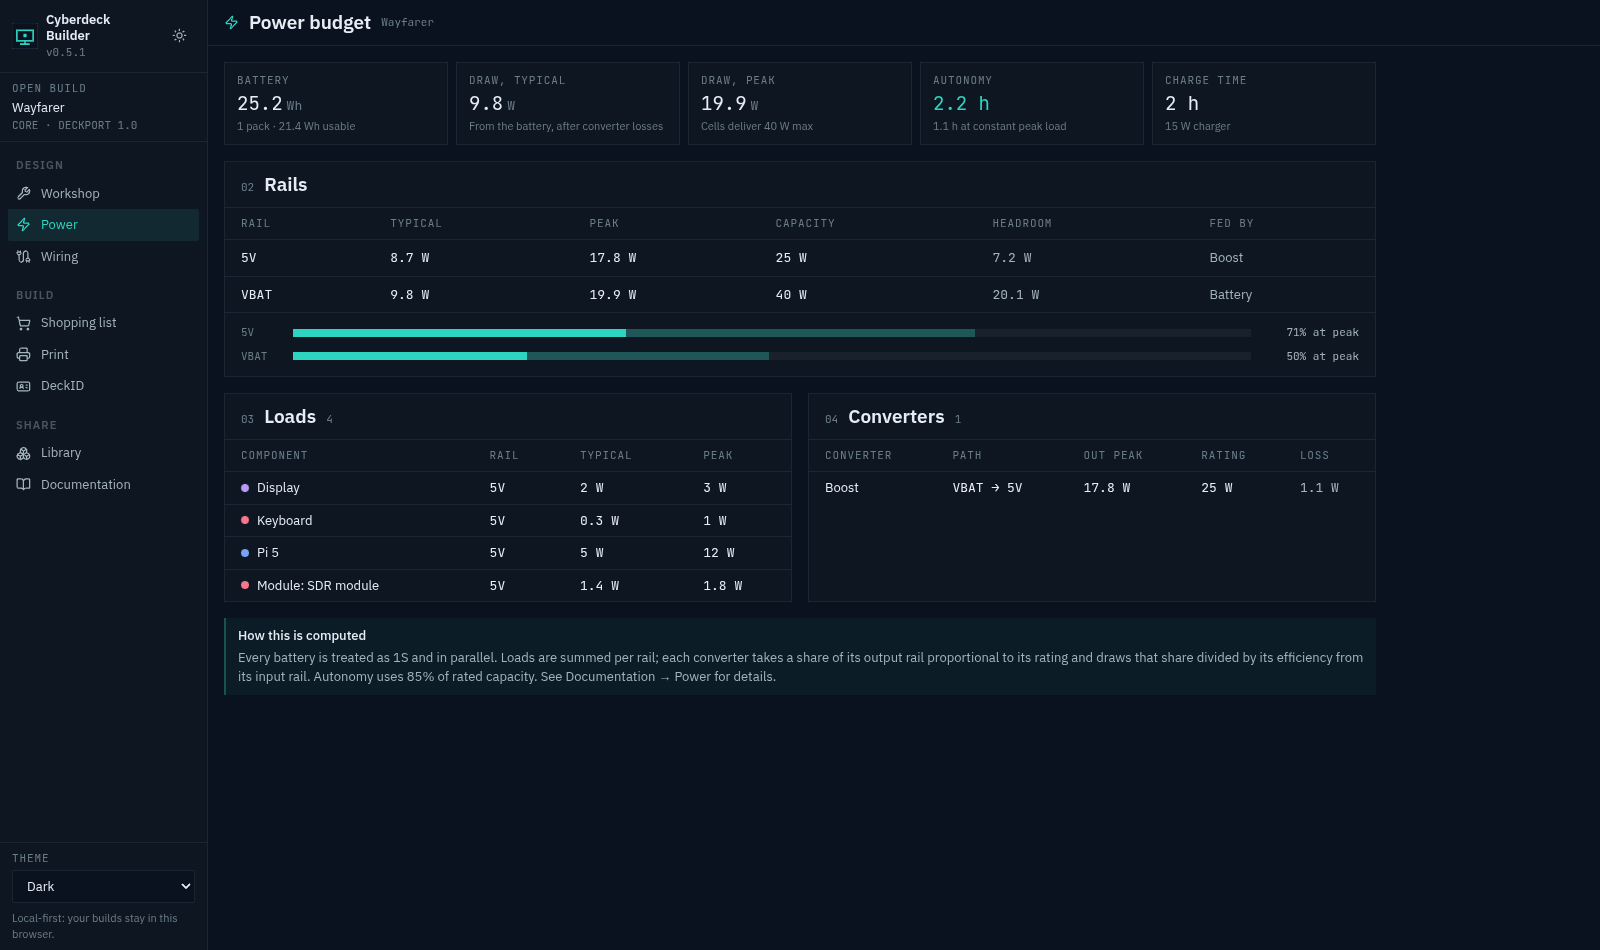 Cyberdeck
Builder
v0.5.1
OPEN BUILD
Wayfarer
CORE · DECKPORT 1.0
DESIGN
Workshop
Power
Wiring
BUILD
Shopping list
Print
DeckID
SHARE
Library
Documentation
THEME
Dark
Local-first: your builds stay in this
browser.
Power budget Wayfarer
BATTERY
25.2 Wh
1 pack · 21.4 Wh usable
DRAW, TYPICAL
9.8 W
From the battery, after converter losses
DRAW, PEAK
19.9 W
Cells deliver 40 W max
AUTONOMY
2.2 h
1.1 h at constant peak load
CHARGE TIME
2 h
15 W charger
02 Rails
RAIL TYPICAL PEAK CAPACITY HEADROOM FED BY
5V 8.7 W 17.8 W 25 W 7.2 W Boost
VBAT 9.8 W 19.9 W 40 W 20.1 W Battery
5V 71% at peak
VBAT 50% at peak
03 Loads 4
COMPONENT RAIL TYPICAL PEAK
Display 5V 2 W 3 W
Keyboard 5V 0.3 W 1 W
Pi 5 5V 5 W 12 W
Module: SDR module 5V 1.4 W 1.8 W
04 Converters 1
CONVERTER PATH OUT PEAK RATING LOSS
Boost VBAT → 5V 17.8 W 25 W 1.1 W
How this is computed
Every battery is treated as 1S and in parallel. Loads are summed per rail; each converter takes a share of its output rail proportional to its rating and draws that share divided by its efficiency from
its input rail. Autonomy uses 85% of rated capacity. See Documentation → Power for details.